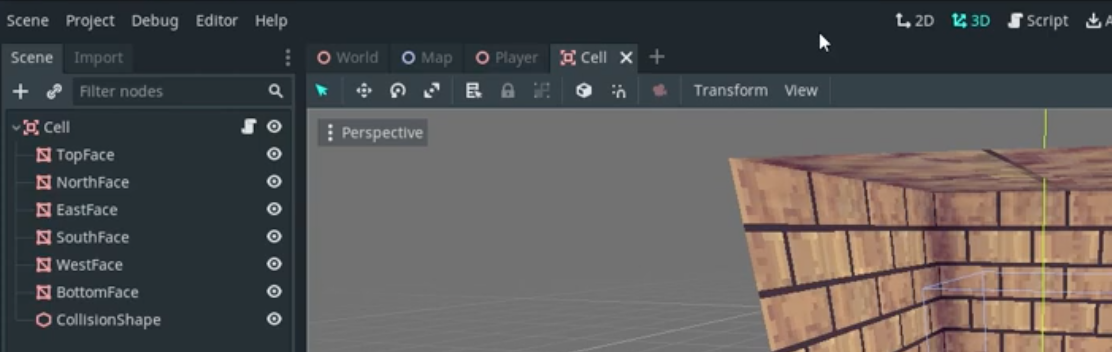 Scene Project Debug Editor Help 2D 3D Script A
Scene Import World Map Player Cell
Filter nodes Transform View
Cell
Perspective
TopFace
NorthFace
EastFace
SouthFace
WestFace
BottomFace
CollisionShape